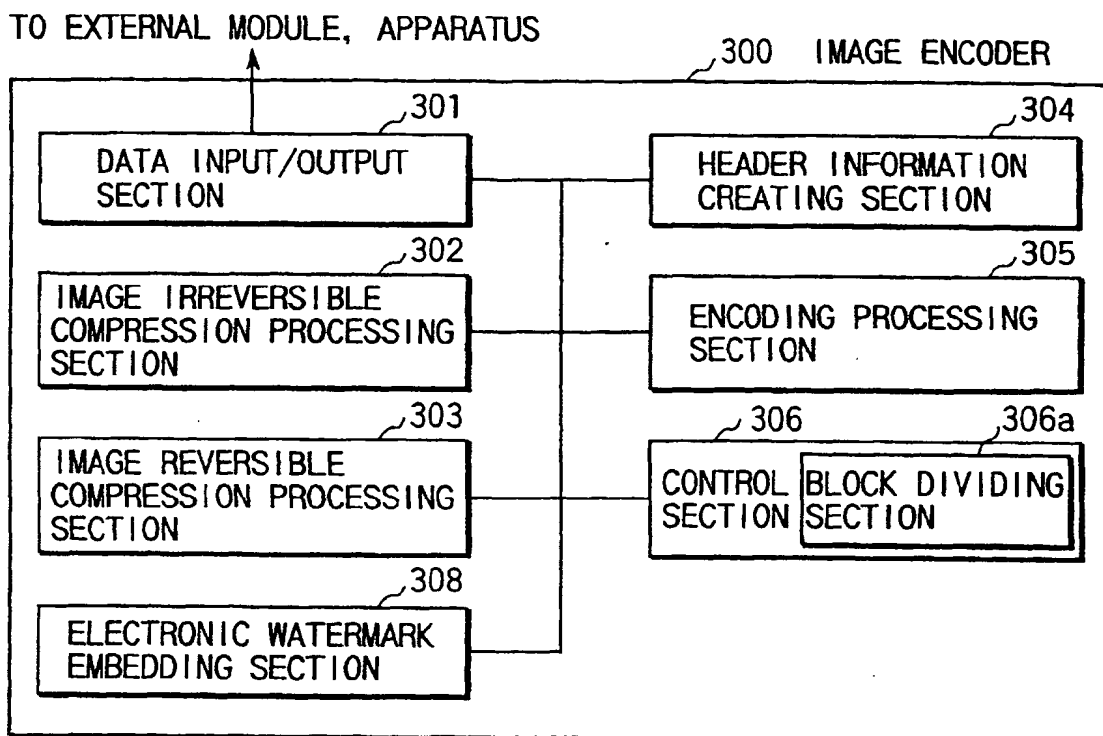 TO EXTERNAL MODULE, APPARATUS
300 IMAGE ENCODER
301
DATA INPUT/OUTPUT
SECTION
304
HEADER INFORMATION
CREATING SECTION
302
IMAGE IRREVERSIBLE
COMPRESSION PROCESSING
SECTION
305
ENCODING PROCESSING
SECTION
303
IMAGE REVERSIBLE
COMPRESSION PROCESSING
SECTION
306
306a
CONTROL
SECTION
BLOCK DIVIDING
SECTION
308
ELECTRONIC WATERMARK
EMBEDDING SECTION